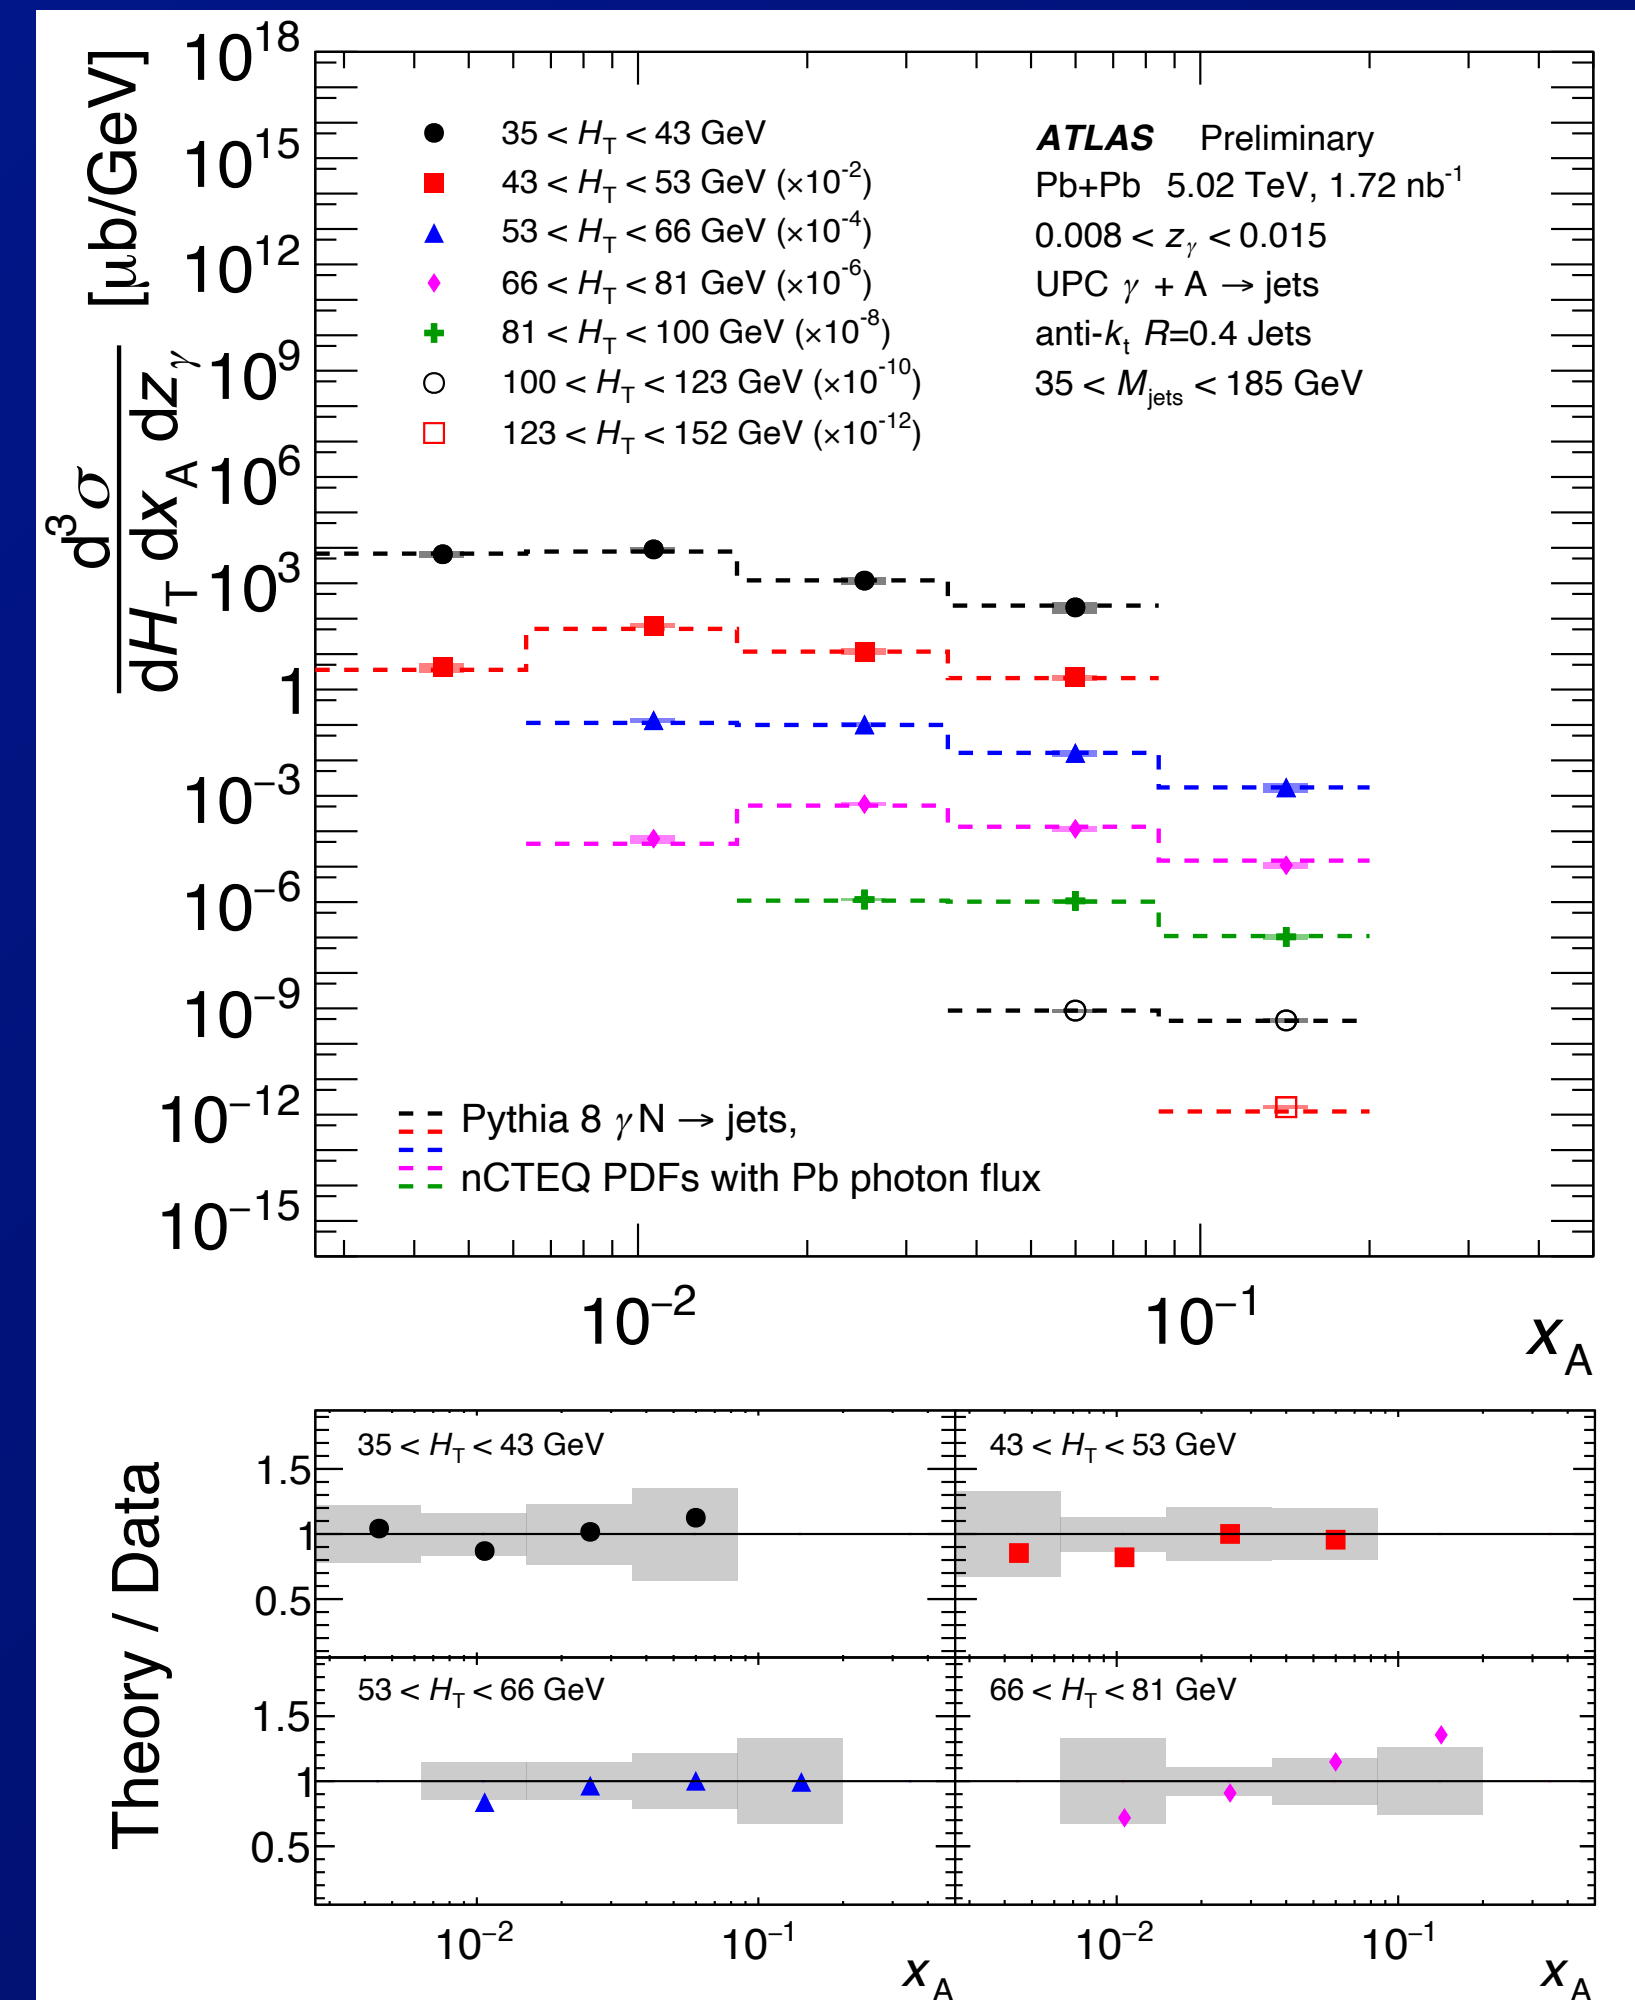 10^18
10^15
10^12
10^9
10^6
10^3
1
10^−3
10^−6
10^−9
10^−12
10^−15
d^3σ / dH_T dx_A dz_γ [μb/GeV]
35 < H_T < 43 GeV
43 < H_T < 53 GeV (×10^-2)
53 < H_T < 66 GeV (×10^-4)
66 < H_T < 81 GeV (×10^-6)
81 < H_T < 100 GeV (×10^-8)
100 < H_T < 123 GeV (×10^-10)
123 < H_T < 152 GeV (×10^-12)
ATLAS Preliminary
Pb+Pb 5.02 TeV, 1.72 nb^-1
0.008 < z_γ < 0.015
UPC γ + A → jets
anti-k_t R=0.4 Jets
35 < M_jets < 185 GeV
Pythia 8 γ N → jets,
nCTEQ PDFs with Pb photon flux
10^−2 10^−1
x_A
Theory / Data
35 < H_T < 43 GeV
1.5
1
0.5
43 < H_T < 53 GeV
53 < H_T < 66 GeV
1.5
1
0.5
66 < H_T < 81 GeV
10^−2 10^−1 10^−2 10^−1
x_A x_A